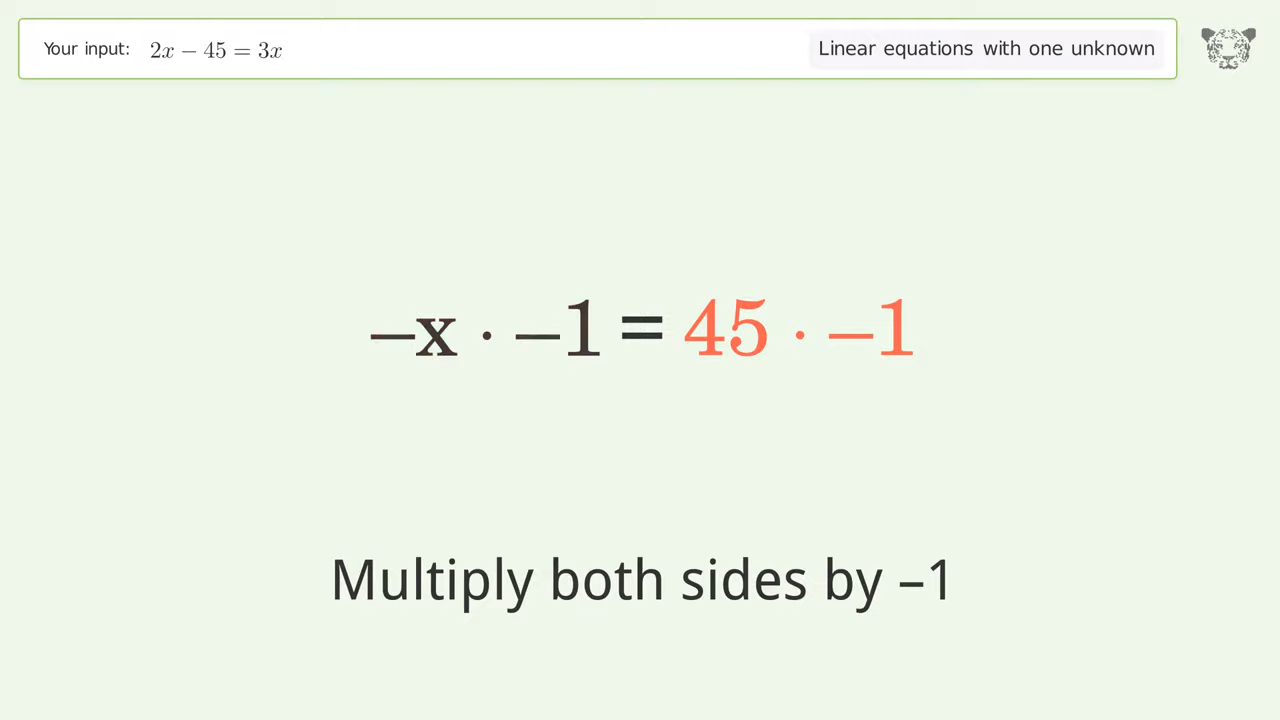 Your input: 2x − 45 = 3x
Linear equations with one unknown
−x · −1 = 45 · −1
Multiply both sides by –1